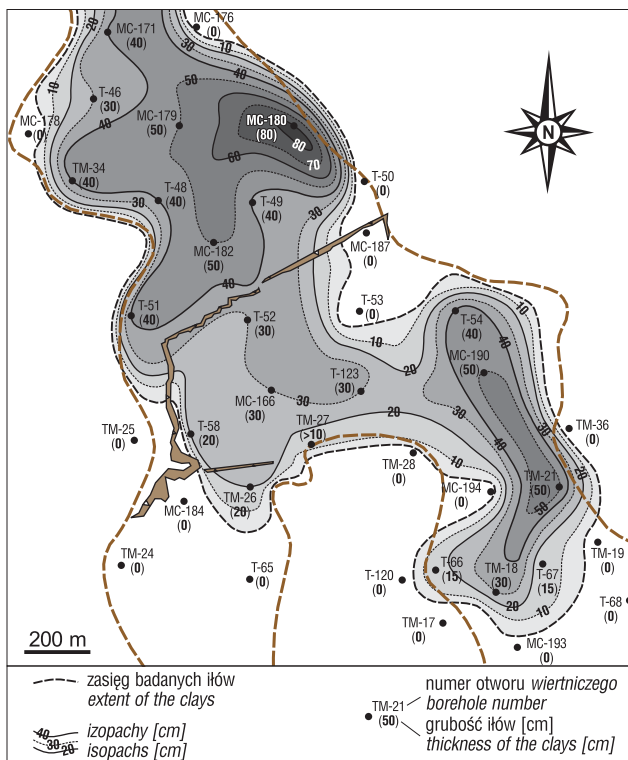 MC-176
(0)
MC-171
(40)
20
30
10
40
T-46
(30)
10
50
MC-179
(50)
MC-180
(80)
MC-178
(0)
40
80
60
70
N
TM-34
(40)
T-50
(0)
T-48
(40)
T-49
(40)
30
30
MC-187
(0)
MC-182
(50)
40
T-53
(0)
T-51
(40)
T-52
(30)
10
T-54
(40)
40
MC-190
(50)
20
T-123
(30)
MC-166
(30)
30
30
30
TM-27
(>10)
20
40
TM-25
(0)
T-58
(20)
TM-36
(0)
TM-28
(0)
10
20
TM-21
(50)
MC-194
(0)
TM-26
(20)
50
MC-184
(0)
TM-19
(0)
TM-24
(0)
T-65
(0)
T-120
(0)
T-66
(15)
TM-18
(30)
T-67
(15)
20
10
T-68
(0)
TM-17
(0)
MC-193
(0)
200 m
zasięg badanych iłów
extent of the clays
40
30
20
izopachy [cm]
isopachs [cm]
TM-21
(50)
numer otworu wiertniczego
borehole number
grubość iłów [cm]
thickness of the clays [cm]